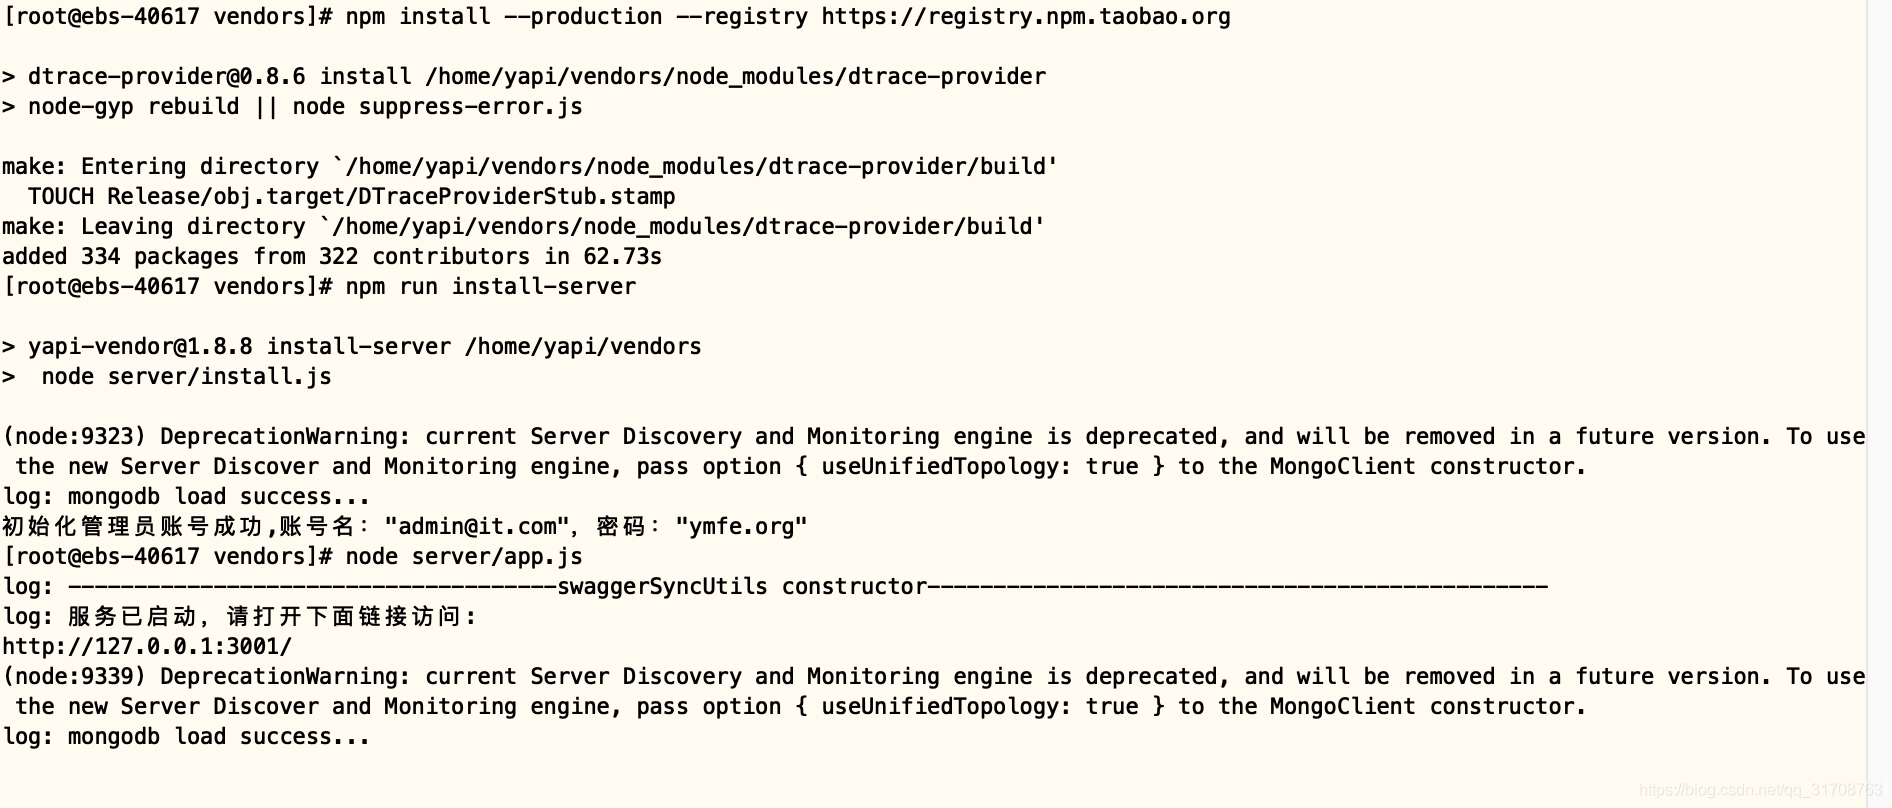 [root@ebs-40617 vendors]# npm install --production --registry https://registry.npm.taobao.org
> dtrace-provider@0.8.6 install /home/yapi/vendors/node_modules/dtrace-provider
> node-gyp rebuild || node suppress-error.js
make: Entering directory `/home/yapi/vendors/node_modules/dtrace-provider/build'
  TOUCH Release/obj.target/DTraceProviderStub.stamp
make: Leaving directory `/home/yapi/vendors/node_modules/dtrace-provider/build'
added 334 packages from 322 contributors in 62.73s
[root@ebs-40617 vendors]# npm run install-server
> yapi-vendor@1.8.8 install-server /home/yapi/vendors
>  node server/install.js
(node:9323) DeprecationWarning: current Server Discovery and Monitoring engine is deprecated, and will be removed in a future version. To use
 the new Server Discover and Monitoring engine, pass option { useUnifiedTopology: true } to the MongoClient constructor.
log: mongodb load success...
初始化管理员账号成功,账号名："admin@it.com"，密码："ymfe.org"
[root@ebs-40617 vendors]# node server/app.js
log: -------------------------------------swaggerSyncUtils constructor-----------------------------------------------
log: 服务已启动，请打开下面链接访问:
http://127.0.0.1:3001/
(node:9339) DeprecationWarning: current Server Discovery and Monitoring engine is deprecated, and will be removed in a future version. To use
 the new Server Discover and Monitoring engine, pass option { useUnifiedTopology: true } to the MongoClient constructor.
log: mongodb load success...
https://blog.csdn.net/qq_31708763